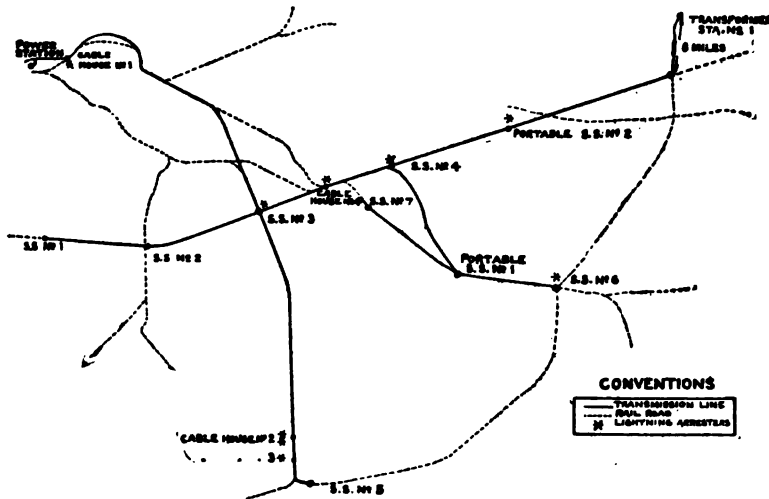 POWER
STATION
CABLE
HOUSE Nº 1
TRANSFORMER
STA. Nº 1
6 MILES
PORTABLE S.S. Nº 2
S.S. Nº 4
CABLE
HOUSE
S.S. Nº 7
S.S. Nº 3
S.S. Nº 1
S.S. Nº 2
PORTABLE
S.S. Nº 1
S.S. Nº 6
CABLE HOUSE Nº 2
3
S.S. Nº 5
CONVENTIONS
TRANSMISSION LINE
RAIL ROAD
LIGHTNING ARRESTERS